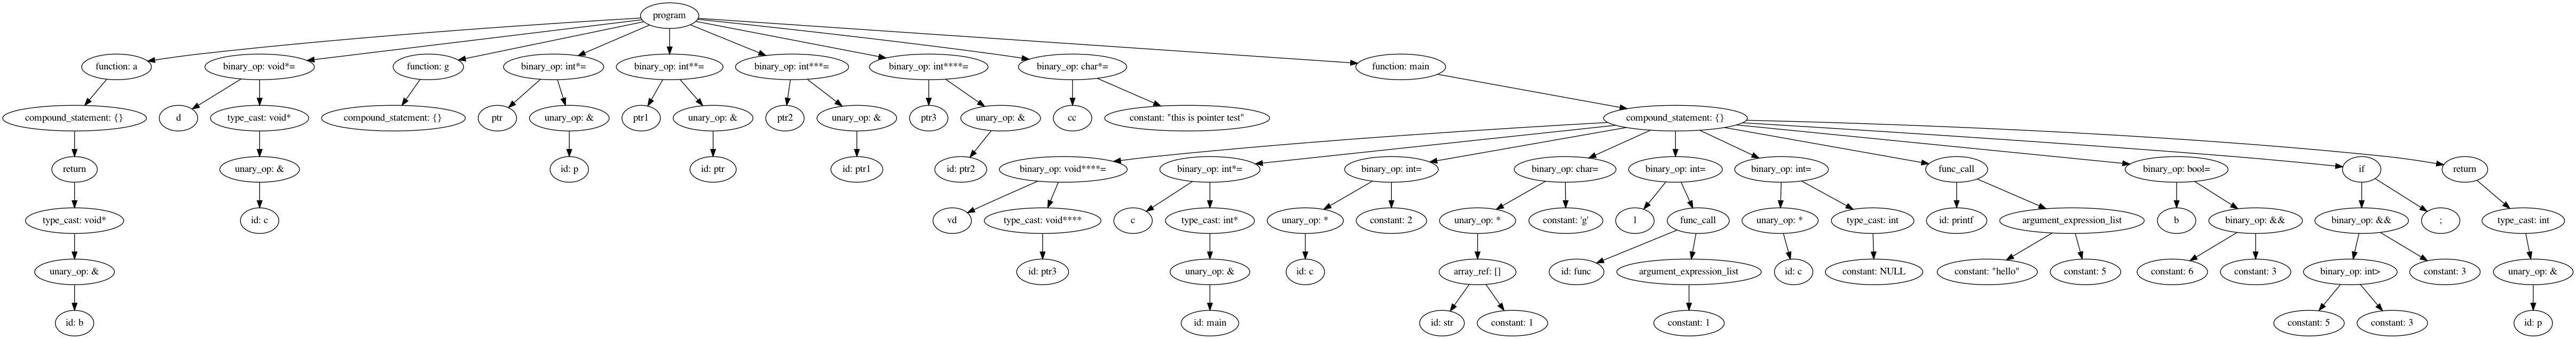 program
function: a
binary_op: void*=
function: g
binary_op: int*=
binary_op: int**=
binary_op: int***=
binary_op: int****=
binary_op: char*=
function: main
compound_statement: {}
d
type_cast: void*
compound_statement: {}
ptr
unary_op: &
ptr1
unary_op: &
ptr2
unary_op: &
ptr3
unary_op: &
cc
constant: "this is pointer test"
compound_statement: {}
return
unary_op: &
id: p
id: ptr
id: ptr1
id: ptr2
binary_op: void****=
binary_op: int*=
binary_op: int=
binary_op: char=
binary_op: int=
binary_op: int=
func_call
binary_op: bool=
if
return
type_cast: void*
id: c
vd
type_cast: void****
c
type_cast: int*
unary_op: *
constant: 2
unary_op: *
constant: 'g'
l
func_call
unary_op: *
type_cast: int
id: printf
argument_expression_list
b
binary_op: &&
binary_op: &&
;
type_cast: int
unary_op: &
id: ptr3
unary_op: &
id: c
array_ref: []
id: func
argument_expression_list
id: c
constant: NULL
constant: "hello"
constant: 5
constant: 6
constant: 3
binary_op: int>
constant: 3
unary_op: &
id: b
id: main
id: str
constant: 1
constant: 1
constant: 5
constant: 3
id: p